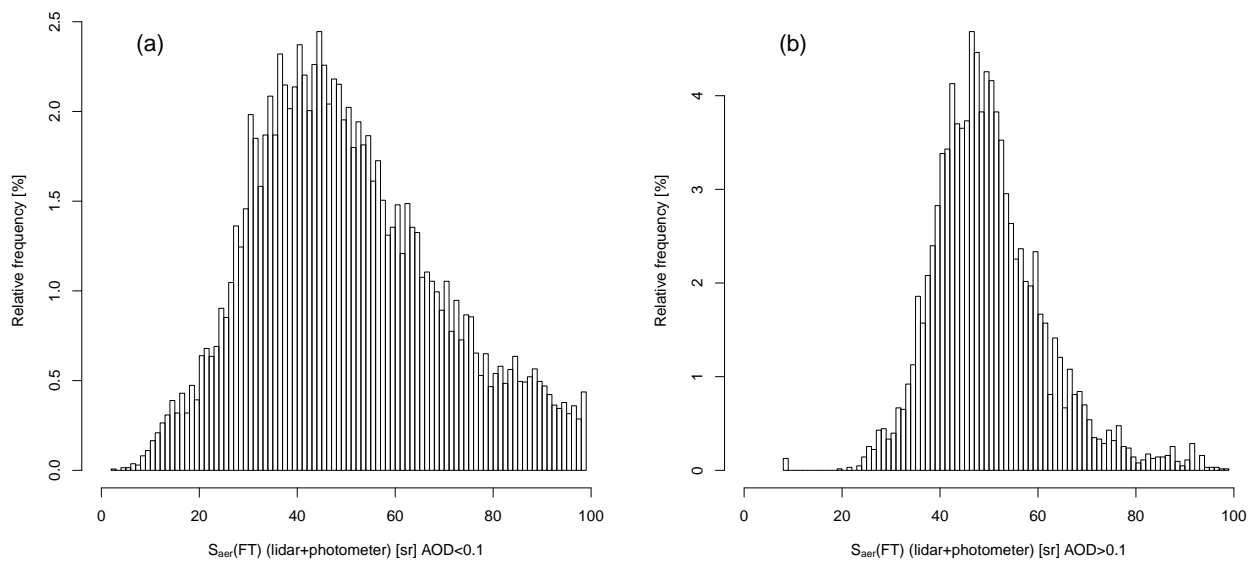 (a)
Relative frequency [%]
2.5
2.0
1.5
1.0
0.5
0.0
0 20 40 60 80 100
Saer(FT) (lidar+photometer) [sr] AOD<0.1
(b)
Relative frequency [%]
4
3
2
1
0
0 20 40 60 80 100
Saer(FT) (lidar+photometer) [sr] AOD>0.1